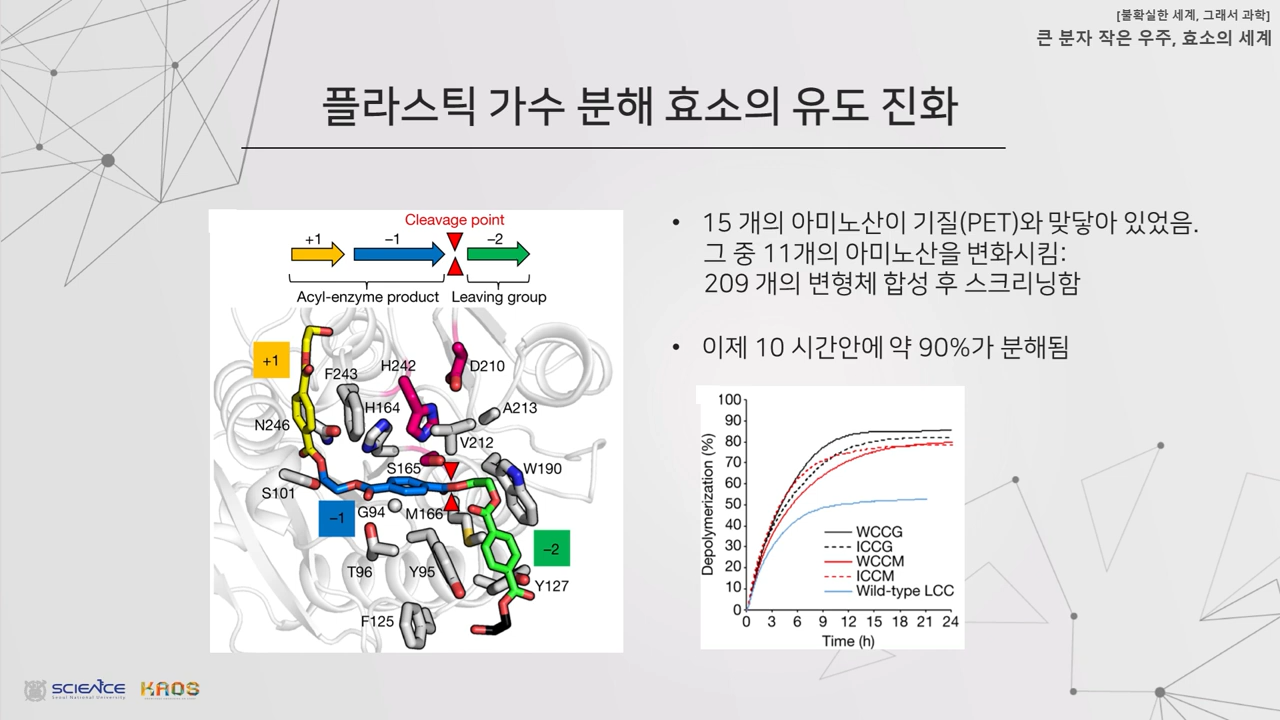 [불확실한 세계, 그래서 과학]
큰 분자 작은 우주, 효소의 세계
플라스틱 가수 분해 효소의 유도 진화
Cleavage point
+1
−1
−2
Acyl-enzyme product
Leaving group
+1
F243
H242
D210
H164
A213
N246
V212
S165
W190
S101
−1
G94
M166
−2
T96
Y95
Y127
F125
• 15 개의 아미노산이 기질(PET)와 맞닿아 있었음.
그 중 11개의 아미노산을 변화시킴:
209 개의 변형체 합성 후 스크리닝함
• 이제 10 시간안에 약 90%가 분해됨
Depolymerization (%)
100
90
80
70
60
50
40
30
20
10
0
WCCG
ICCG
WCCM
ICCM
Wild-type LCC
0 3 6 9 12 15 18 21 24
Time (h)
SCIENCE
Seoul National University
KAOS